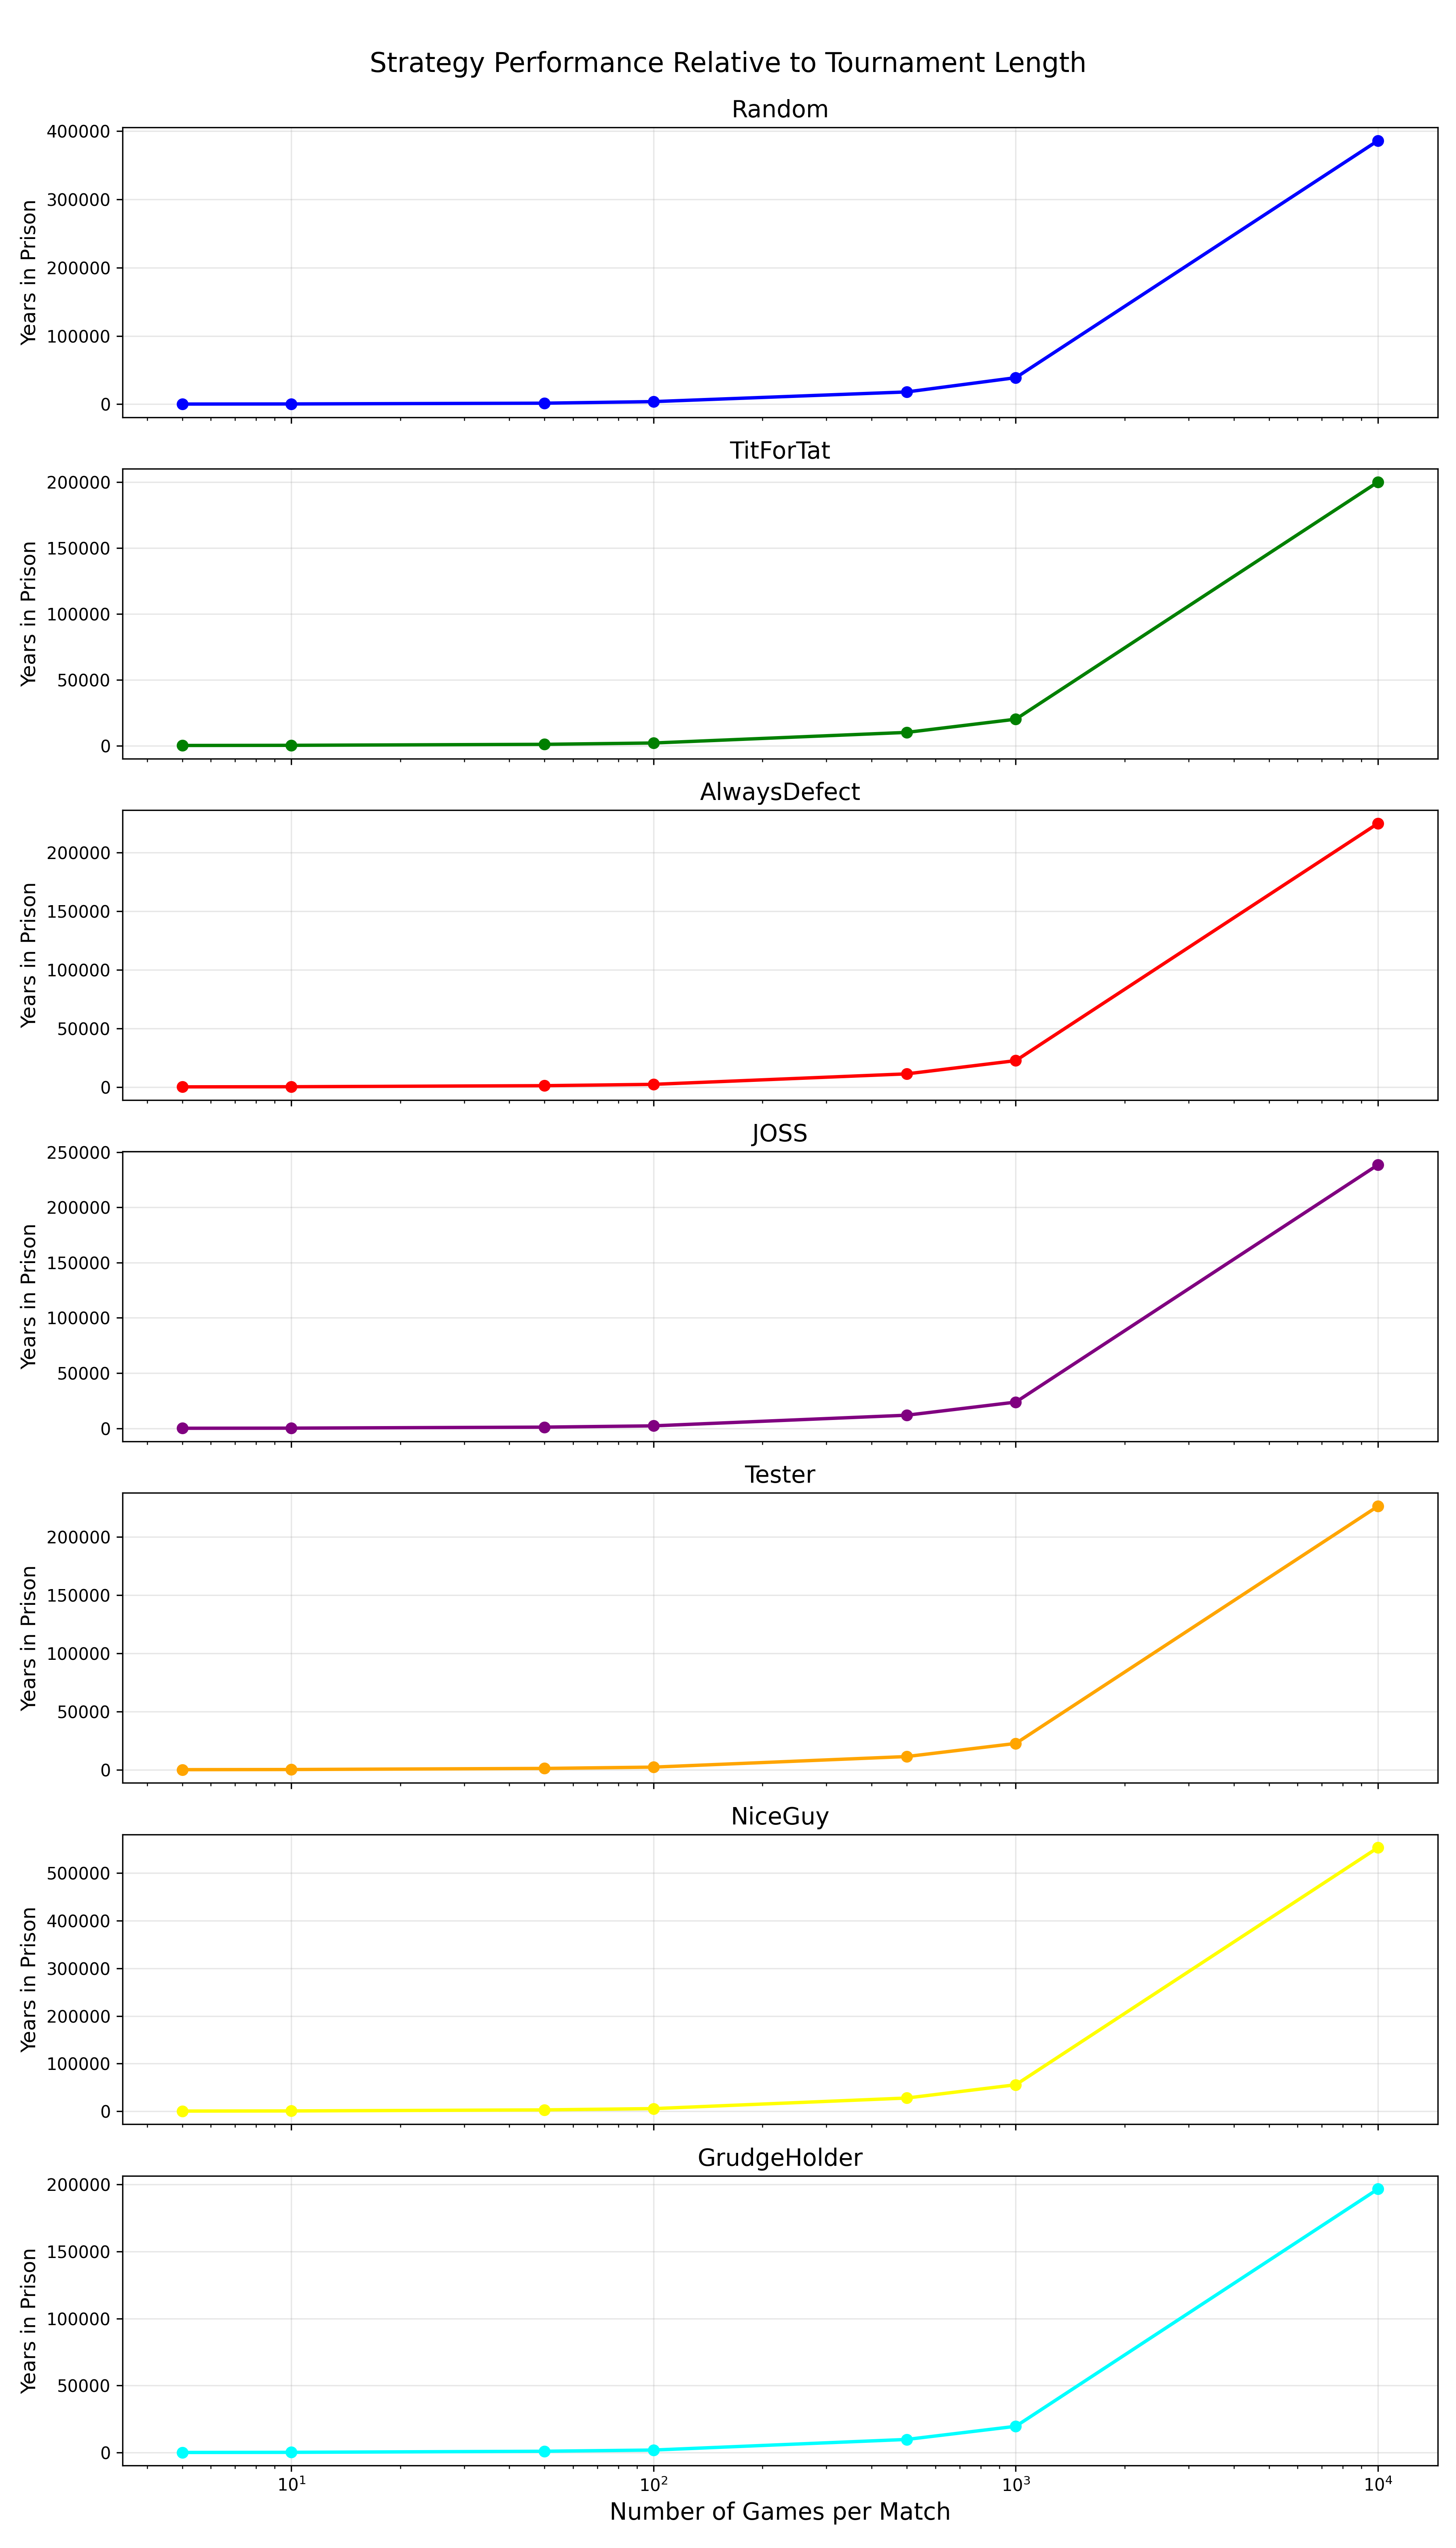 Strategy Performance Relative to Tournament Length
Random
400000
300000
200000
100000
0
Years in Prison
TitForTat
200000
150000
100000
50000
0
Years in Prison
AlwaysDefect
200000
150000
100000
50000
0
Years in Prison
JOSS
250000
200000
150000
100000
50000
0
Years in Prison
Tester
200000
150000
100000
50000
0
Years in Prison
NiceGuy
500000
400000
300000
200000
100000
0
Years in Prison
GrudgeHolder
200000
150000
100000
50000
0
Years in Prison
10¹ 10² 10³ 10⁴
Number of Games per Match